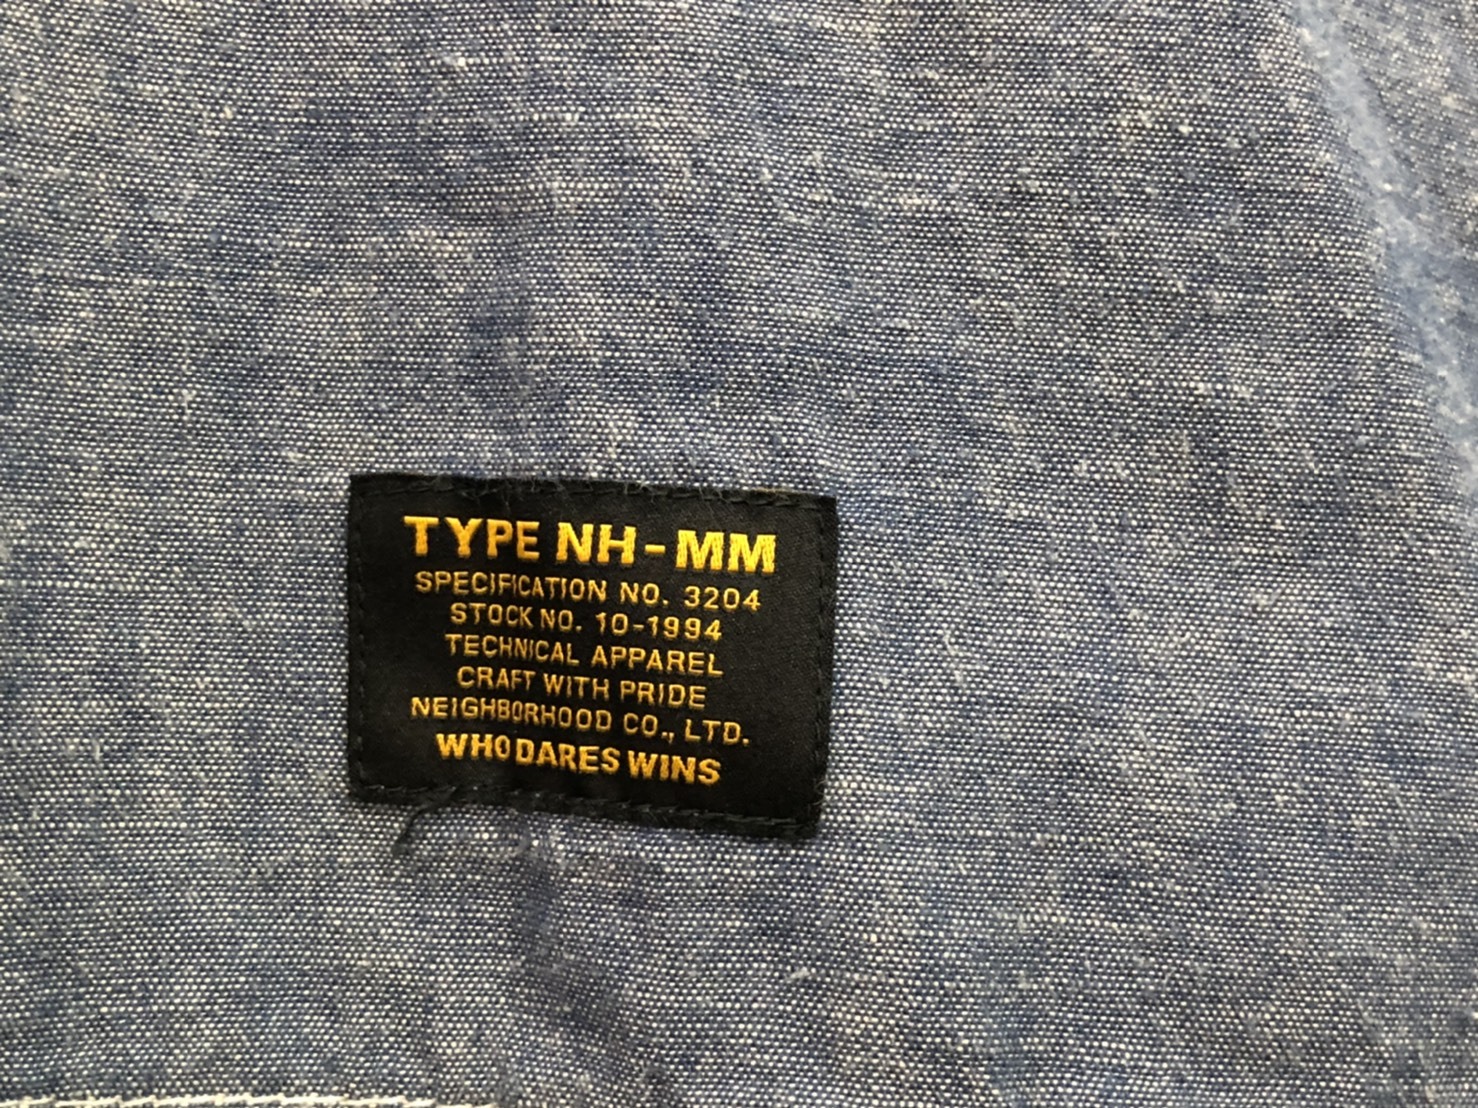 TYPE NH-MM
SPECIFICATION NO. 3204
STOCK NO. 10-1994
TECHNICAL APPAREL
CRAFT WITH PRIDE
NEIGHBORHOOD CO., LTD.
WHO DARES WINS